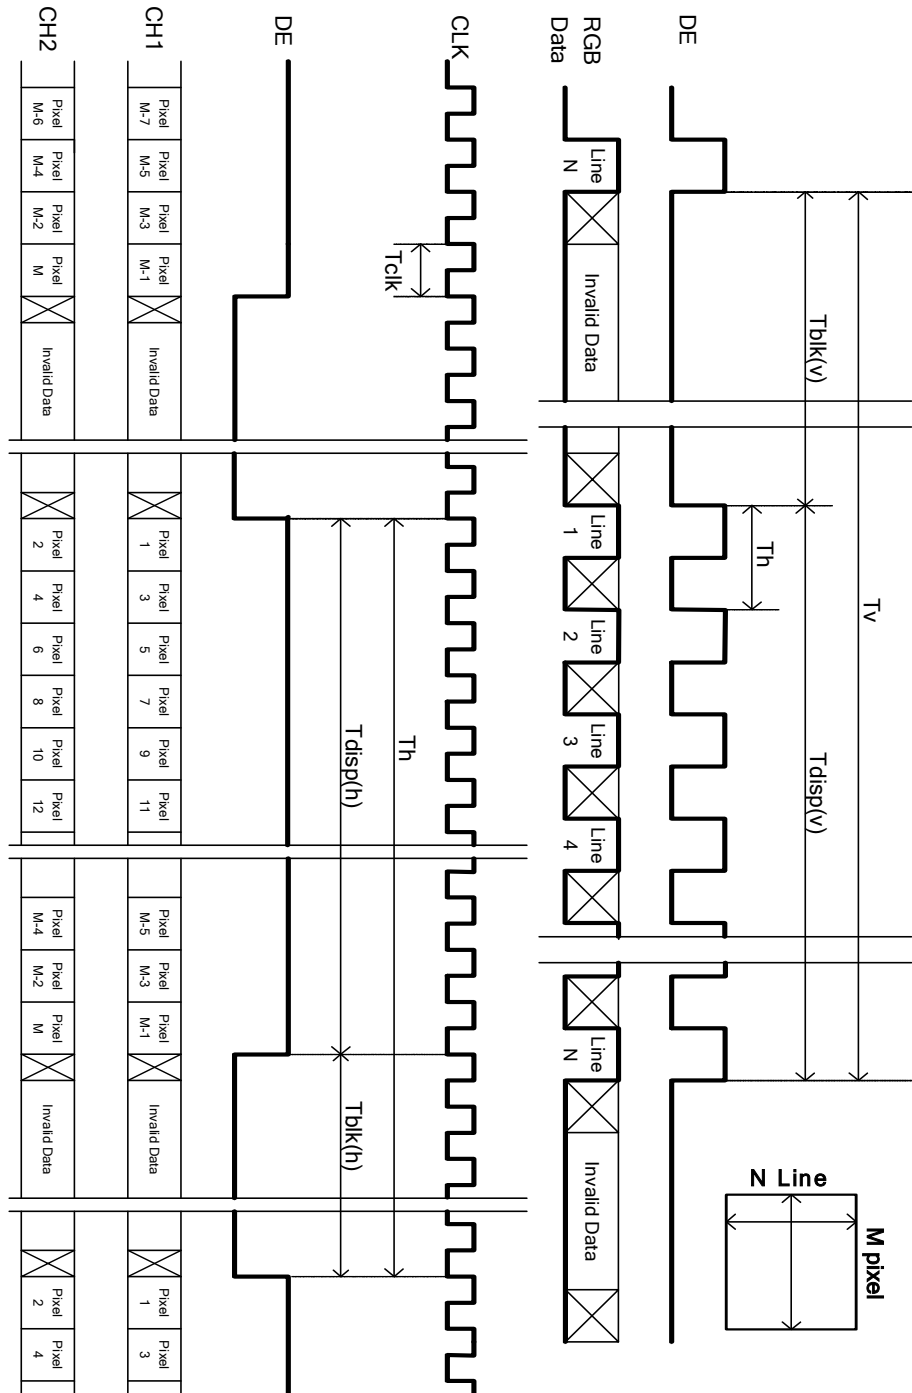 Tv
Tblk(v)
Tdisp(v)
Th
DE
RGB
Data
Line
N
Invalid Data
Line
1
Line
2
Line
3
Line
4
Line
N
Invalid Data
N Line
M pixel
CLK
Tclk
Th
Tdisp(h)
Tblk(h)
DE
CH1
Pixel
M-7
Pixel
M-5
Pixel
M-3
Pixel
M-1
Invalid Data
Pixel
1
Pixel
3
Pixel
5
Pixel
7
Pixel
9
Pixel
11
Pixel
M-5
Pixel
M-3
Pixel
M-1
Invalid Data
Pixel
1
Pixel
3
CH2
Pixel
M-6
Pixel
M-4
Pixel
M-2
Pixel
M
Invalid Data
Pixel
2
Pixel
4
Pixel
6
Pixel
8
Pixel
10
Pixel
12
Pixel
M-4
Pixel
M-2
Pixel
M
Invalid Data
Pixel
2
Pixel
4